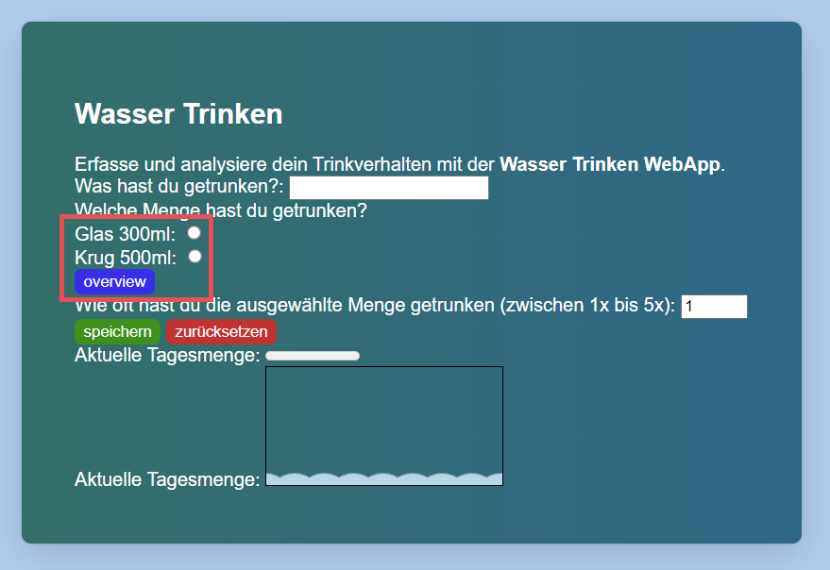 Wasser Trinken
Erfasse und analysiere dein Trinkverhalten mit der Wasser Trinken WebApp.
Was hast du getrunken?:
Welche Menge hast du getrunken?
Glas 300ml:
Krug 500ml:
overview
Wie oft hast du die ausgewählte Menge getrunken (zwischen 1x bis 5x): 1
speichern zurücksetzen
Aktuelle Tagesmenge:
Aktuelle Tagesmenge: